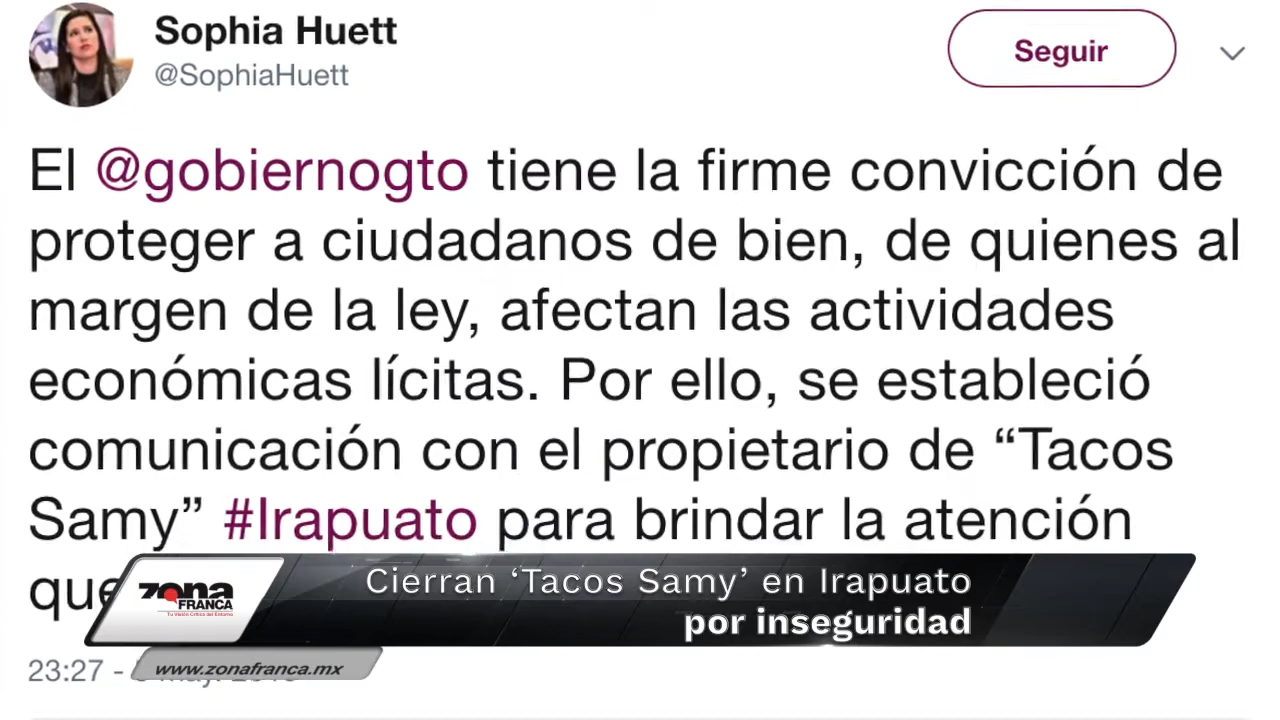 Sophia Huett
@SophiaHuett
Seguir
El @gobiernogto tiene la firme convicción de
proteger a ciudadanos de bien, de quienes al
margen de la ley, afectan las actividades
económicas lícitas. Por ello, se estableció
comunicación con el propietario de “Tacos
Samy” #Irapuato para brindar la atención
Cierran ‘Tacos Samy’ en Irapuato
por inseguridad
zona
FRANCA
Tu Visión Crítica del Entorno
23:27 -
www.zonafranca.mx